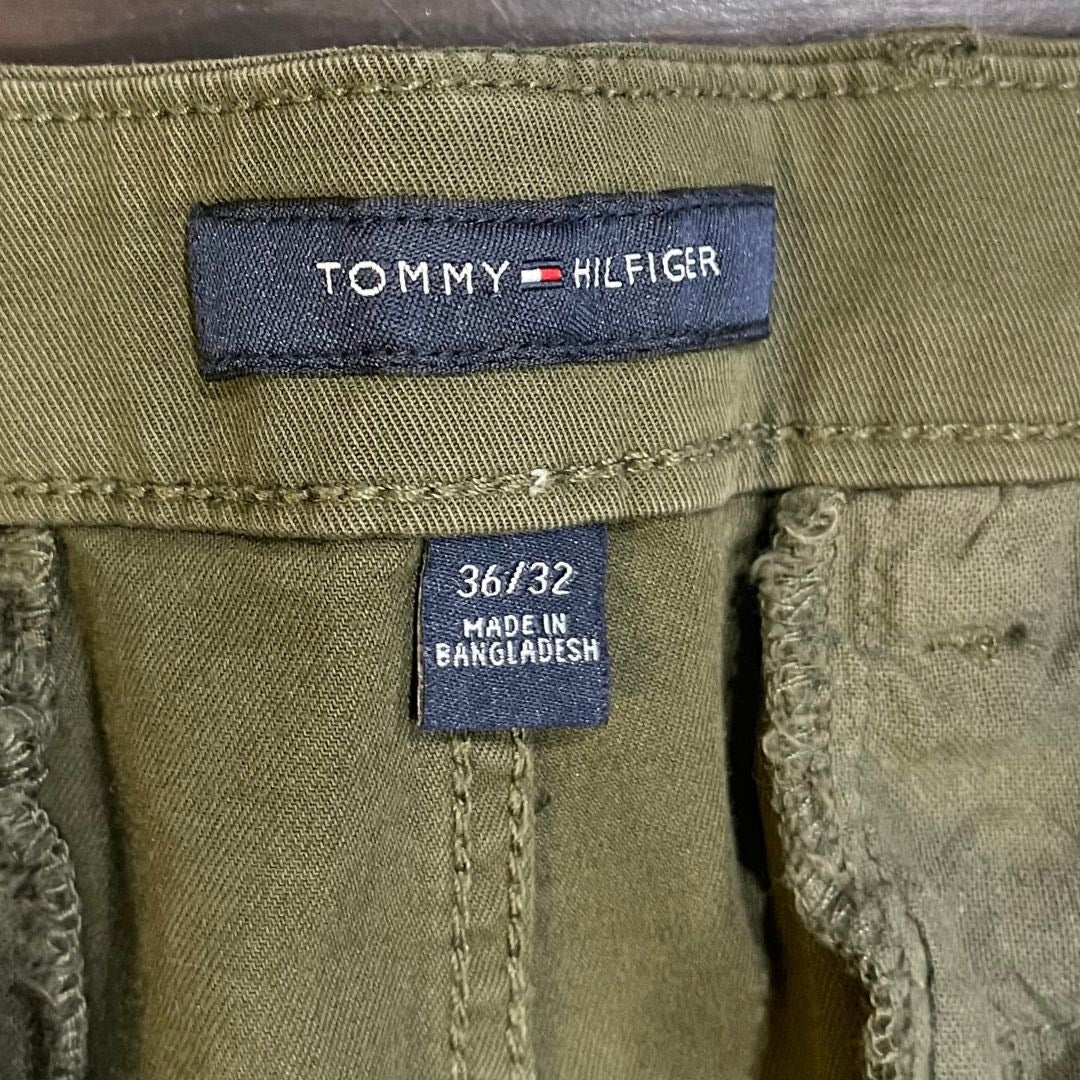 TOMMY HILFIGER
36/32
MADE IN
BANGLADESH